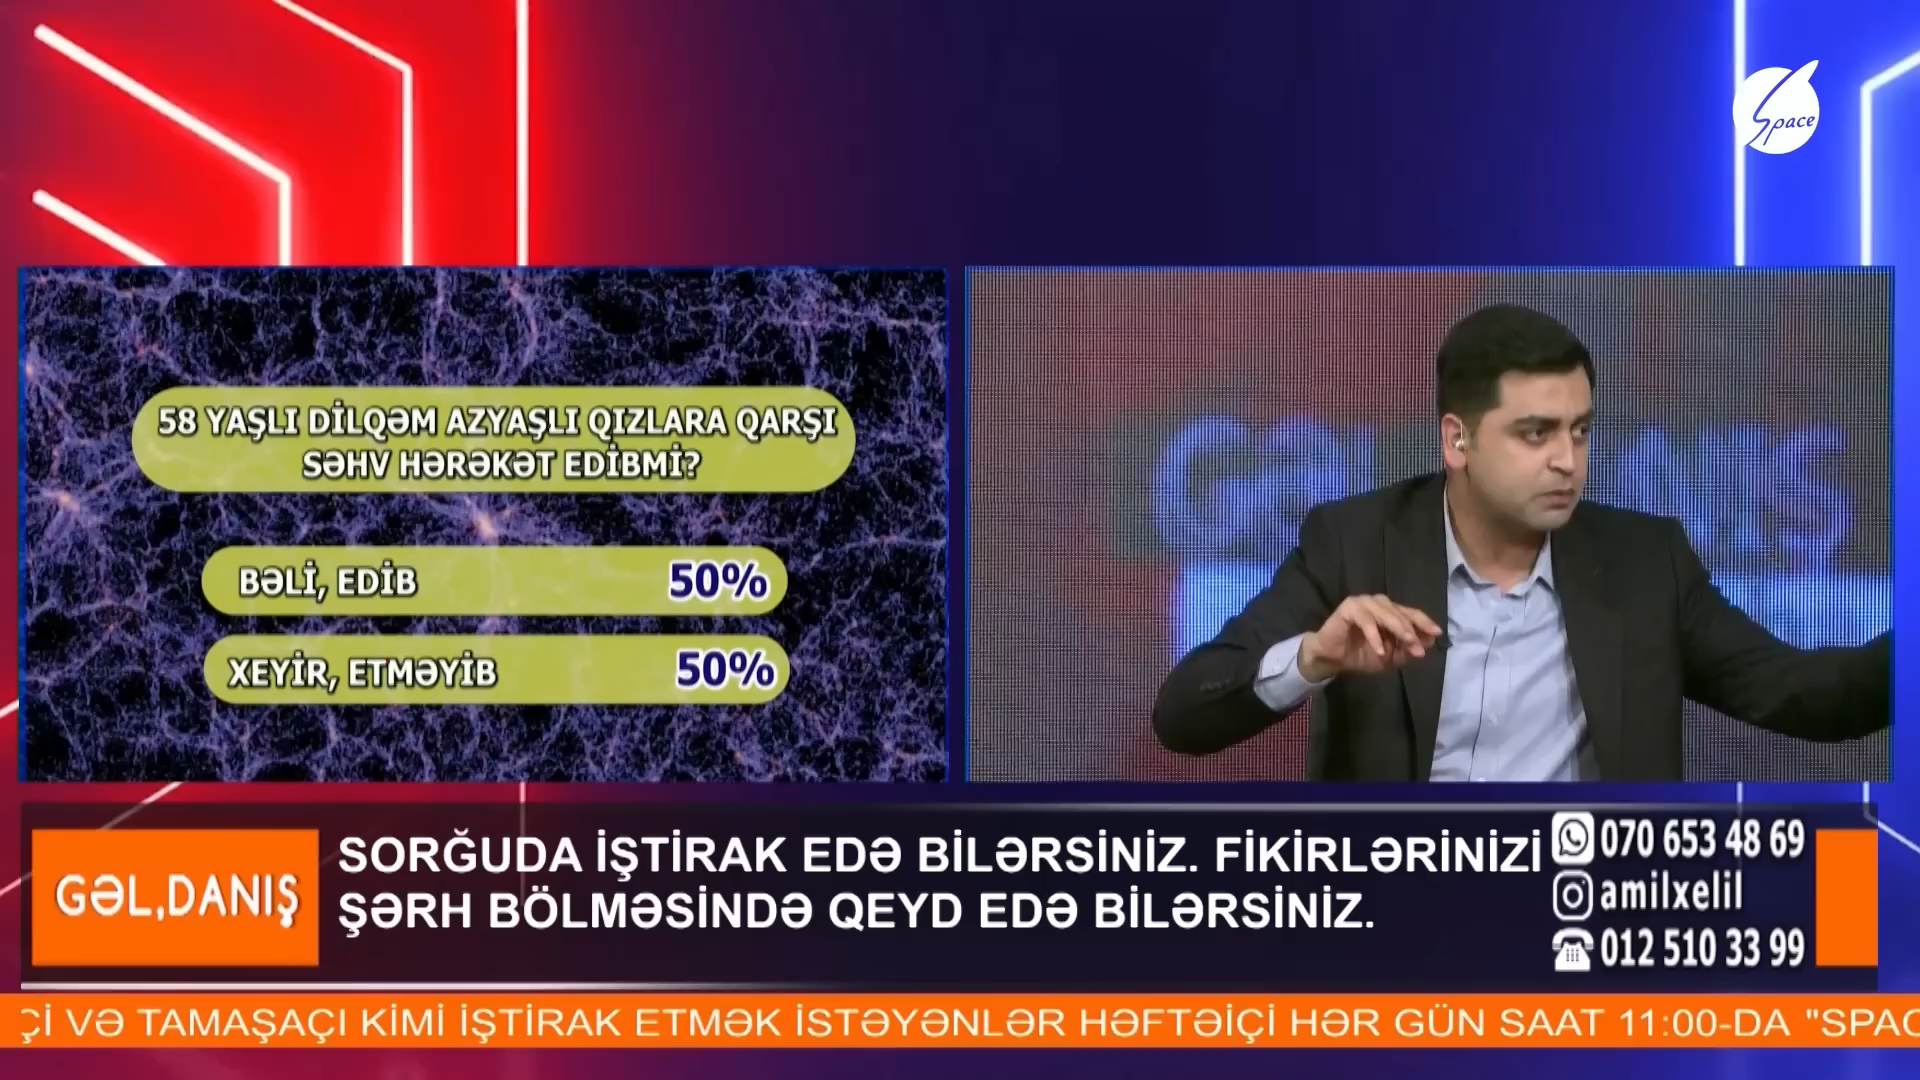 Space
58 YAŞLI DİLQƏM AZYAŞLI QIZLARA QARŞI
SƏHV HƏRƏKƏT EDİBMİ?
BƏLİ, EDİB 50%
XEYİR, ETMƏYİB 50%
GƏL,DANIŞ
SORĞUDA İŞTİRAK EDƏ BİLƏRSİNİZ. FİKİRLƏRİNİZİ
ŞƏRH BÖLMƏSİNDƏ QEYD EDƏ BİLƏRSİNİZ.
070 653 48 69
amilxelil
012 510 33 99
Çİ VƏ TAMAŞAÇI KİMİ İŞTİRAK ETMƏK İSTƏYƏNLƏR HƏFTƏİÇİ HƏR GÜN SAAT 11:00-DA "SPAC